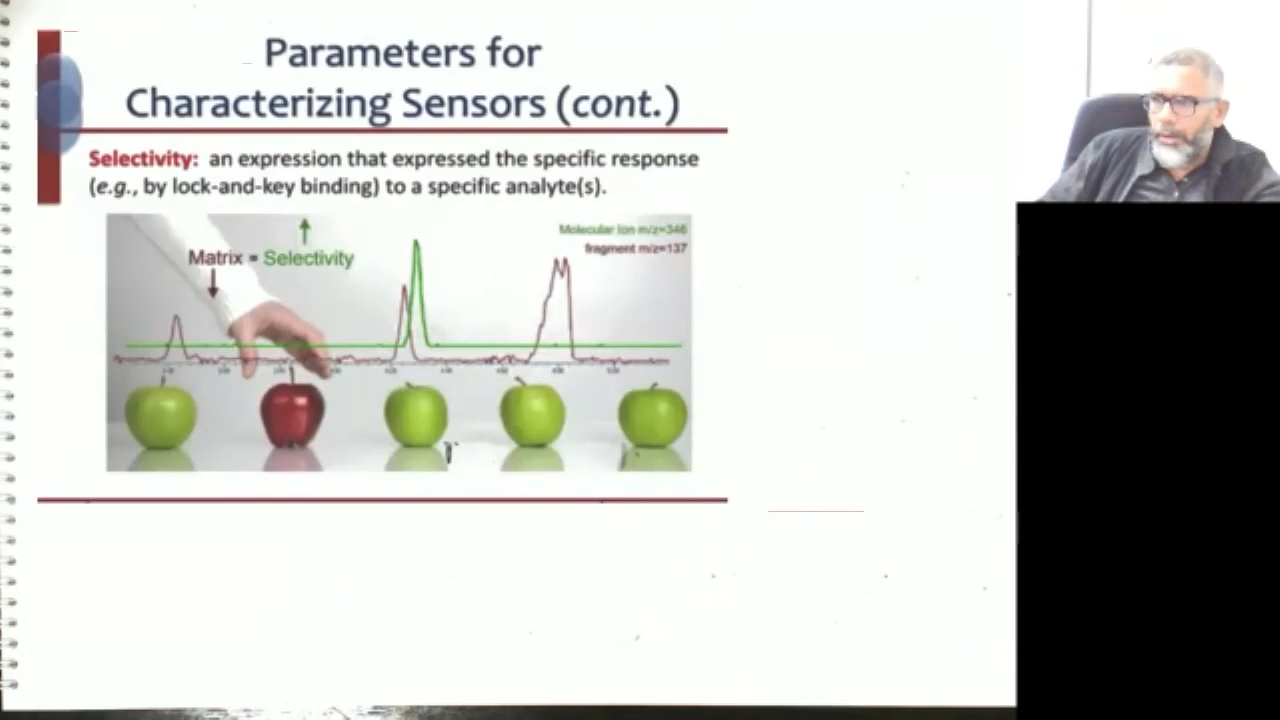 Parameters for
Characterizing Sensors (cont.)
Selectivity: an expression that expressed the specific response
(e.g., by lock-and-key binding) to a specific analyte(s).
Molecular Ion m/z=346
fragment m/z=137
Matrix = Selectivity